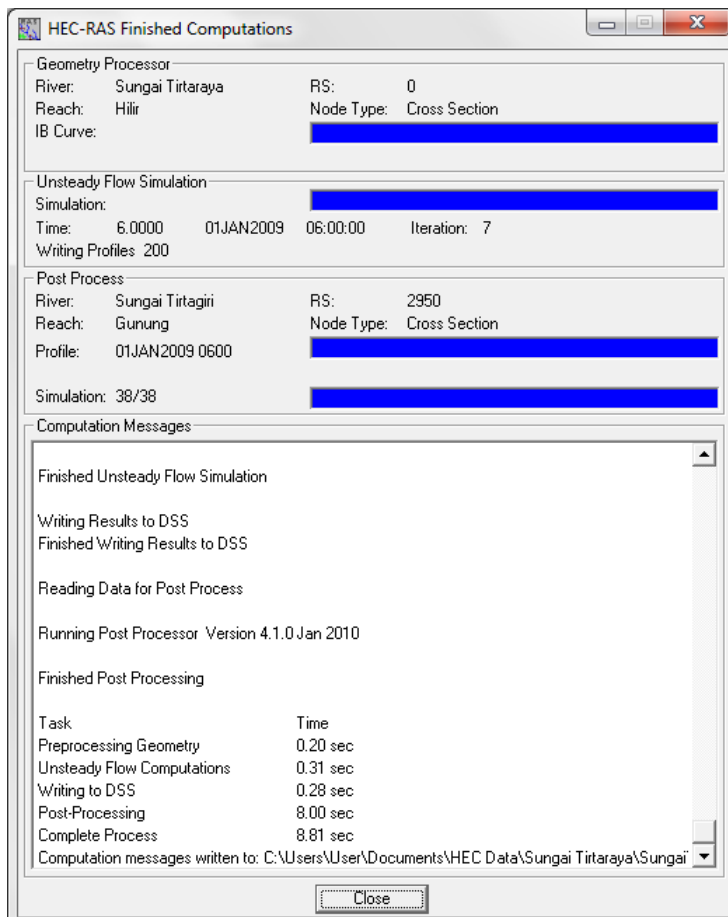 HEC-RAS Finished Computations
Geometry Processor
River: Sungai Tirtaraya RS: 0
Reach: Hilir Node Type: Cross Section
IB Curve:
Unsteady Flow Simulation
Simulation:
Time: 6.0000 01JAN2009 06:00:00 Iteration: 7
Writing Profiles 200
Post Process
River: Sungai Tirtagiri RS: 2950
Reach: Gunung Node Type: Cross Section
Profile: 01JAN2009 0600
Simulation: 38/38
Computation Messages
Finished Unsteady Flow Simulation
Writing Results to DSS
Finished Writing Results to DSS
Reading Data for Post Process
Running Post Processor Version 4.1.0 Jan 2010
Finished Post Processing
Task Time
Preprocessing Geometry 0.20 sec
Unsteady Flow Computations 0.31 sec
Writing to DSS 0.28 sec
Post-Processing 8.00 sec
Complete Process 8.81 sec
Computation messages written to: C:\Users\User\Documents\HEC Data\Sungai Tirtaraya\Sungai
Close